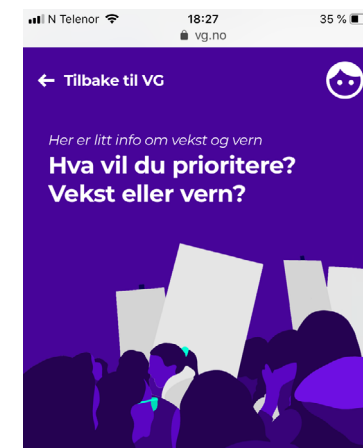 N Telenor 18:27 35 %
vg.no
← Tilbake til VG
Her er litt info om vekst og vern
Hva vil du prioritere?
Vekst eller vern?